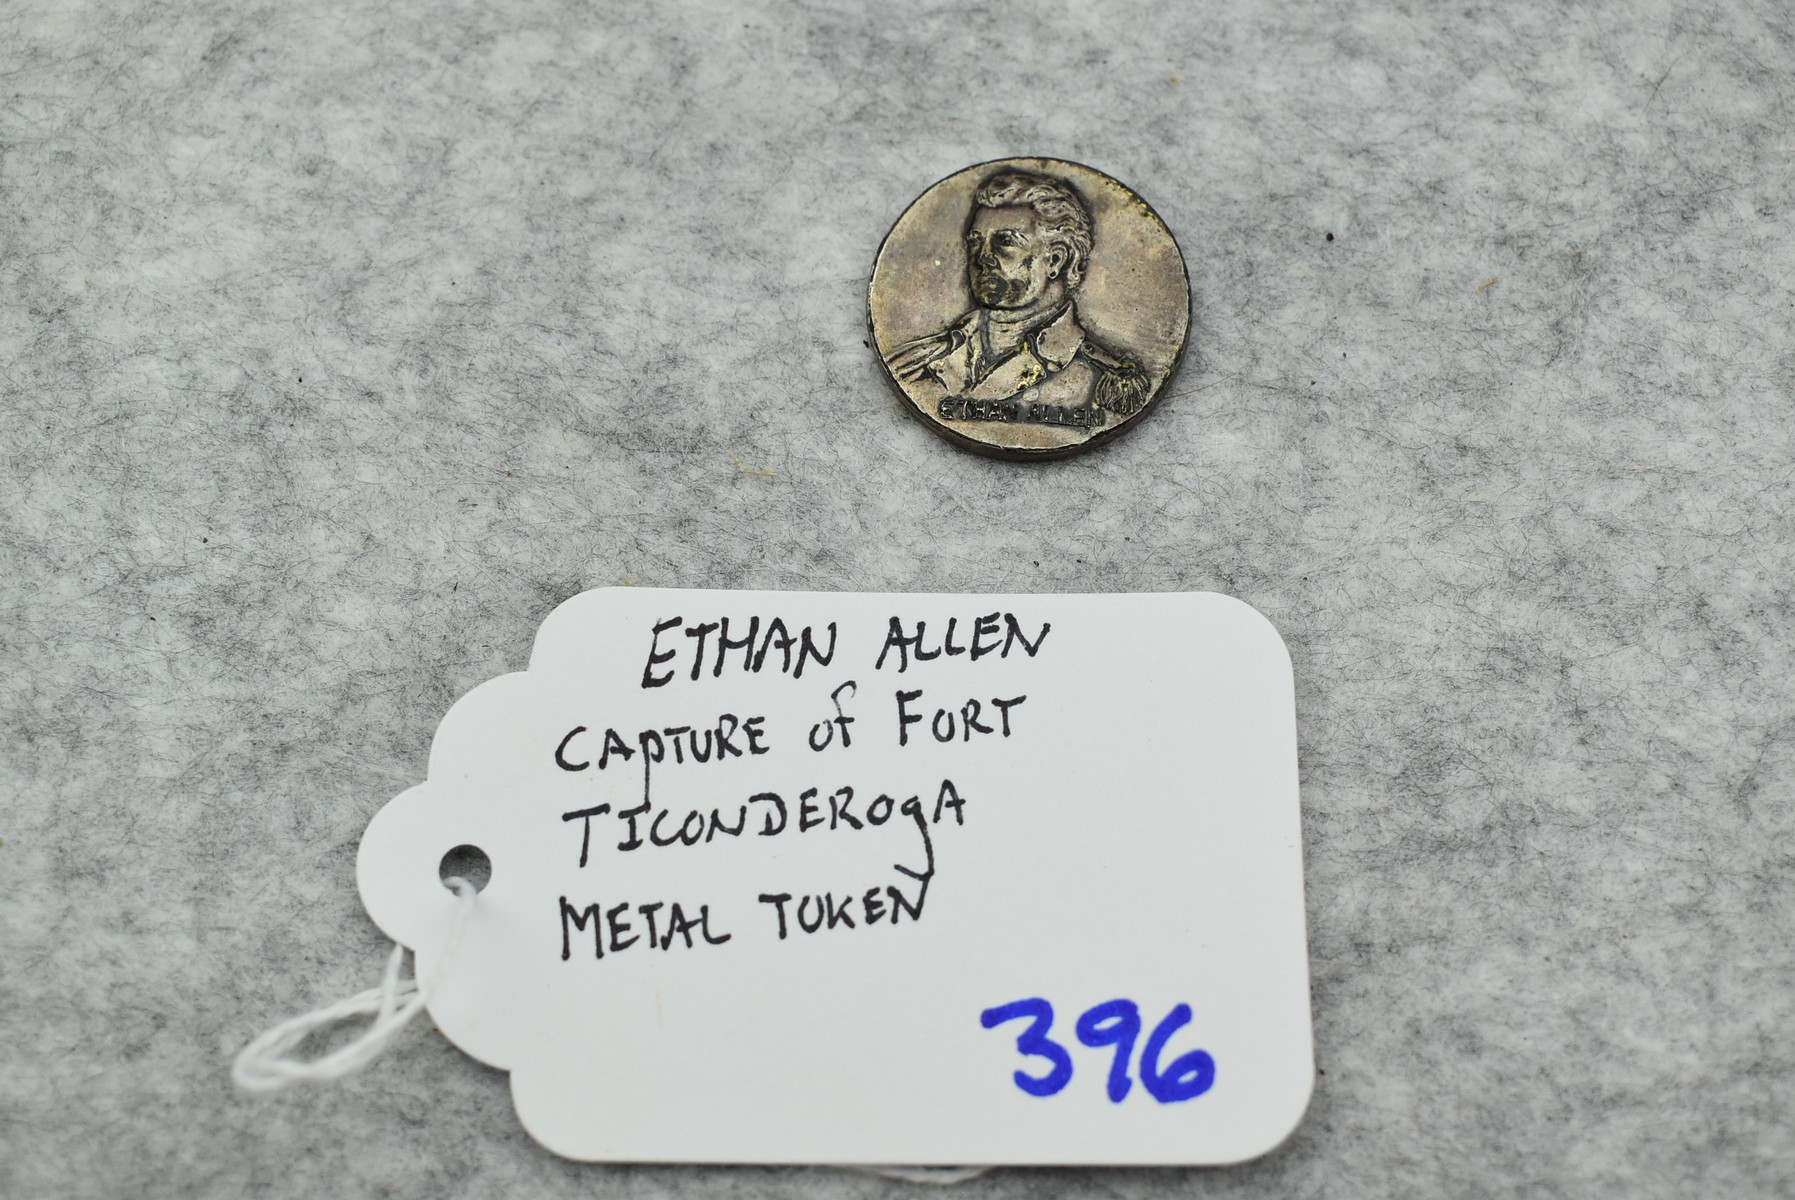 ETHAN ALLEN
ETHAN ALLEN
CAPTURE of FORT
TICONDEROGA
METAL TOKEN
396